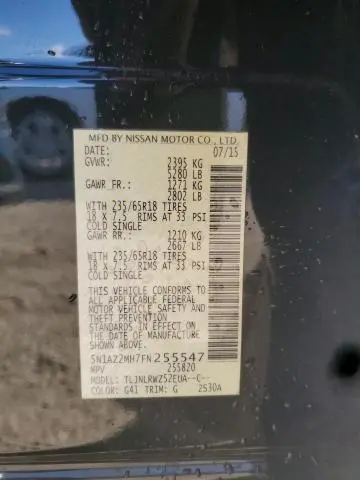 MFD BY NISSAN MOTOR CO., LTD.
DATE: 07/15
GVWR: 2395 KG
5280 LB
GAWR FR.: 1271 KG
2802 LB
WITH 235/65R18 TIRES
18 X 7.5 RIMS AT 33 PSI
COLD SINGLE
GAWR RR.: 1210 KG
2667 LB
WITH 235/65R18 TIRES
18 X 7.5 RIMS AT 33 PSI
COLD SINGLE
THIS VEHICLE CONFORMS TO
ALL APPLICABLE FEDERAL
MOTOR VEHICLE SAFETY
STANDARDS IN EFFECT ON
THE DATE OF MANUFACTURE
SHOWN ABOVE.
5N1AZ2MH7FN255547
MPV 255820
MODEL: TLJNLRWZ52EUA--C--
COLOR: G41 TRIM: G 2S30A